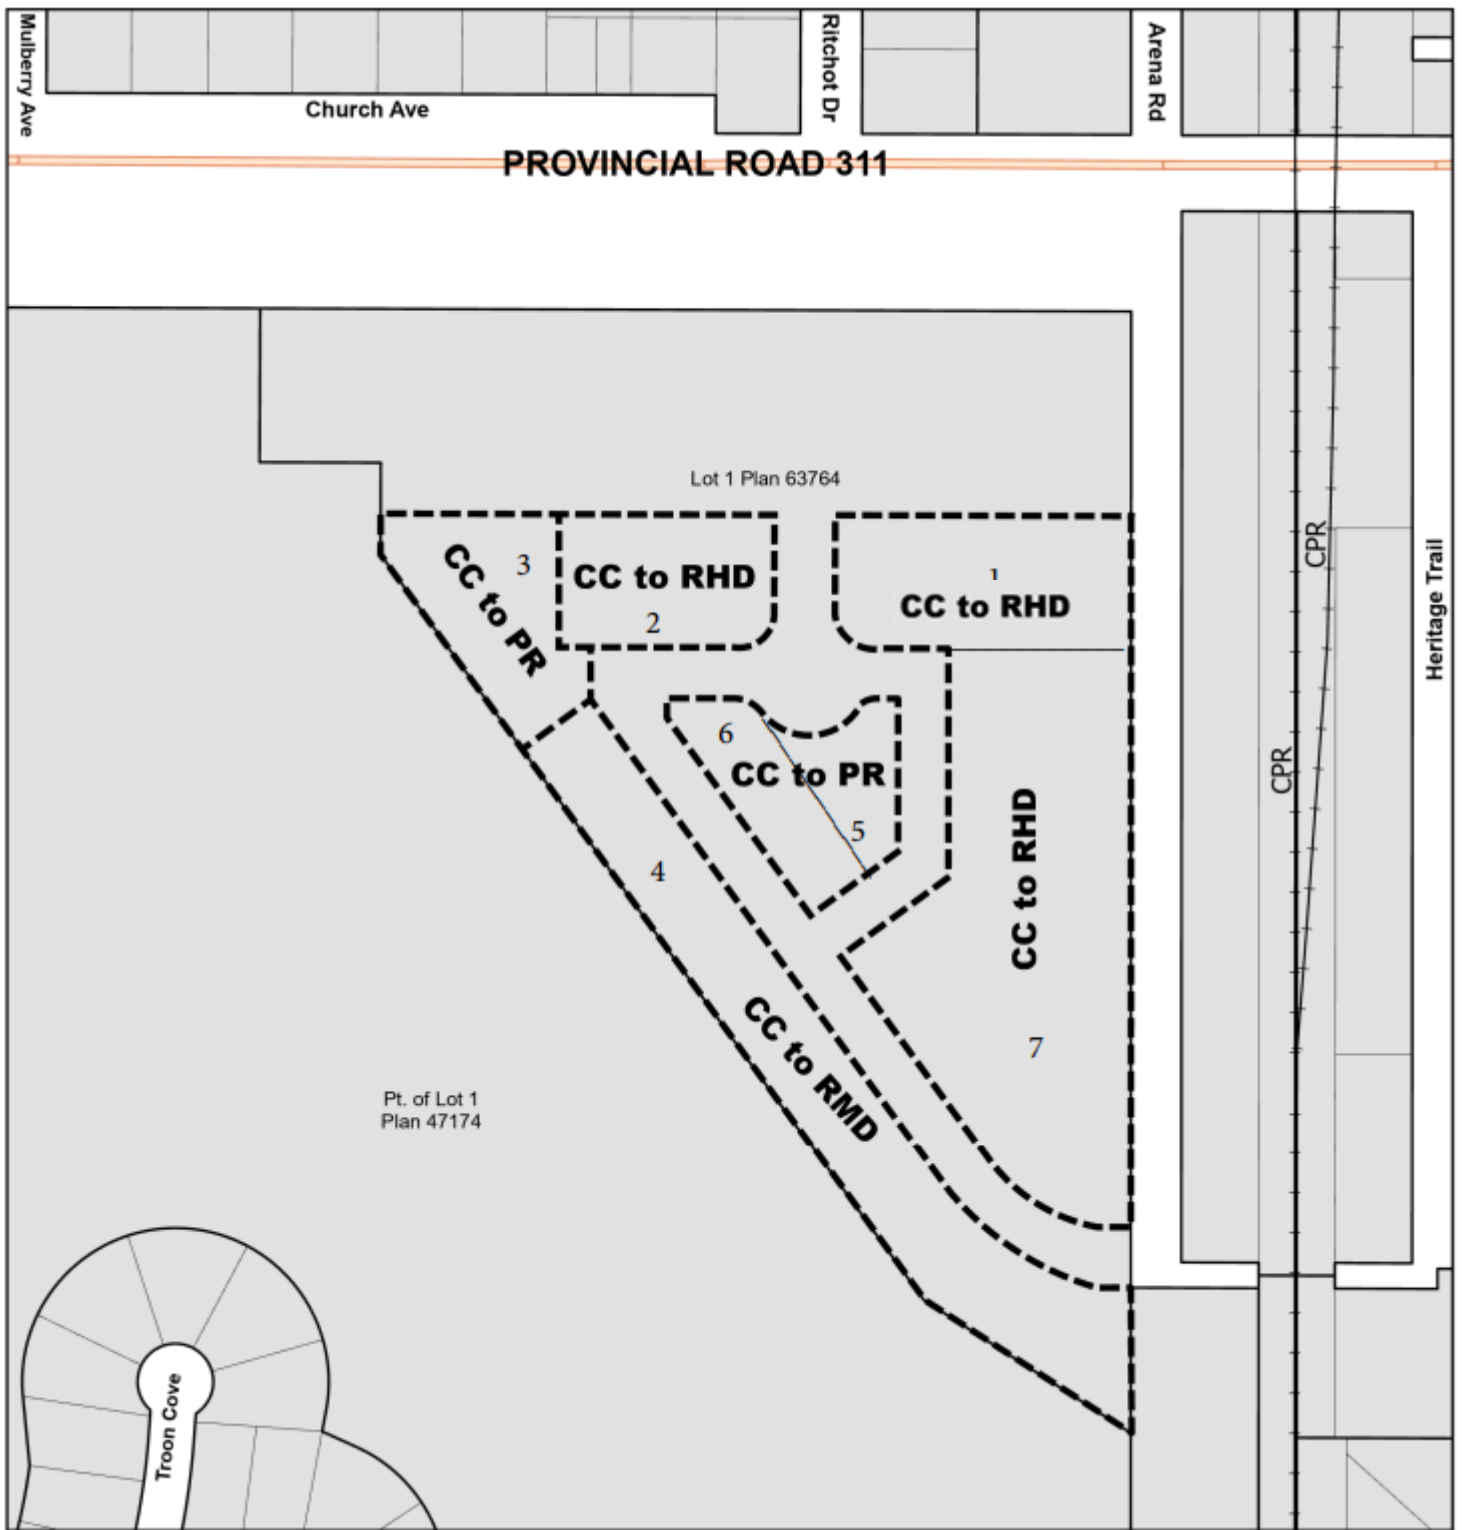 Mulberry Ave
Ritchot Dr
Arena Rd
Church Ave
PROVINCIAL ROAD 311
Lot 1 Plan 63764
3
CC to PR
CC to RHD
2
1
CC to RHD
CPR
Heritage Trail
6
CC to PR
5
CPR
4
CC to RHD
7
CC to RMD
Pt. of Lot 1
Plan 47174
Troon Cove